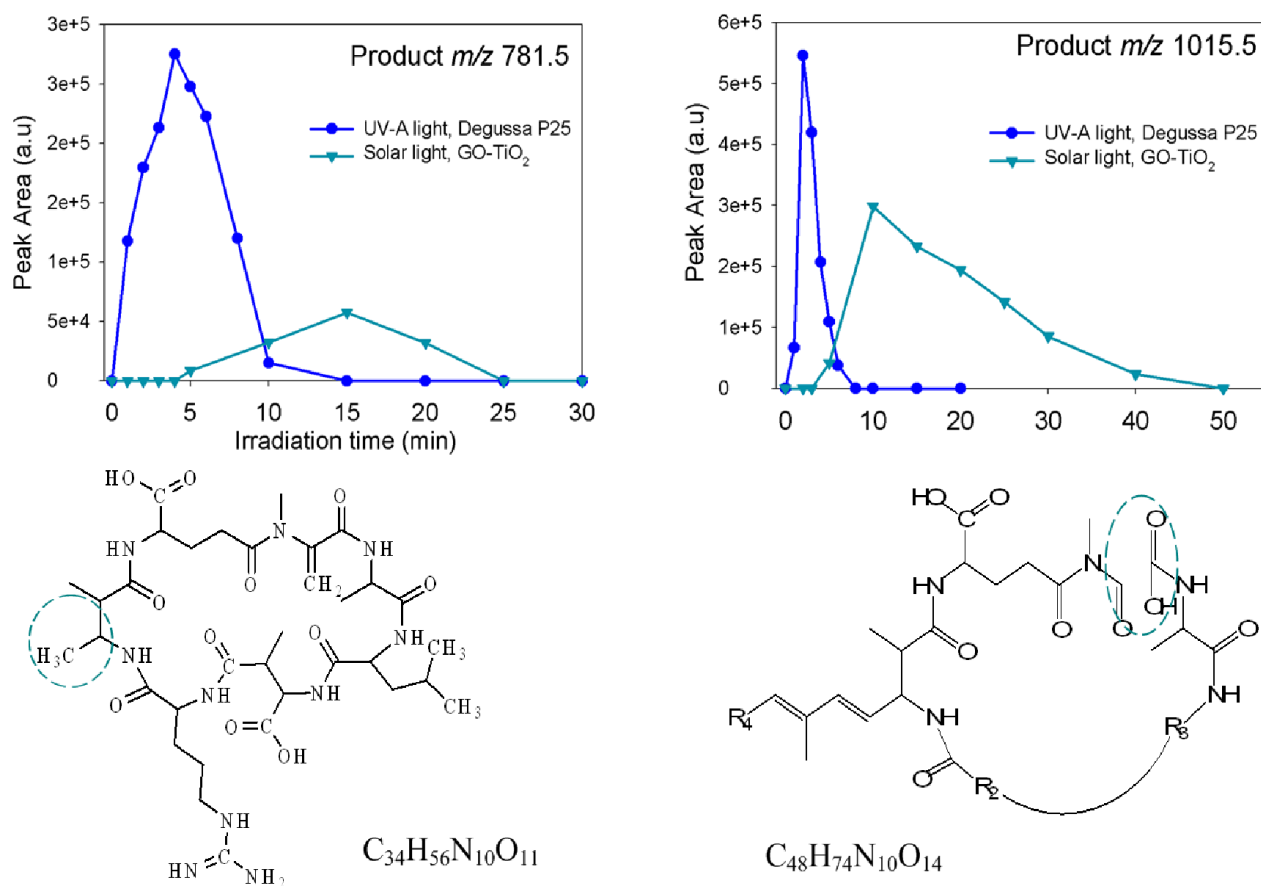 Product m/z 781.5
UV-A light, Degussa P25
Solar light, GO-TiO2
Peak Area (a.u)
3e+5
3e+5
2e+5
2e+5
1e+5
5e+4
0
0 5 10 15 20 25 30
Irradiation time (min)
Product m/z 1015.5
UV-A light, Degussa P25
Solar light, GO-TiO2
Peak Area (a.u)
6e+5
5e+5
4e+5
3e+5
2e+5
1e+5
0
0 10 20 30 40 50
HO C O
N O O
HN O CH2 NH
O
O
H3C NH O O HN CH3
O NH O C NH CH3
OH
NH
HN C NH2
C34H56N10O11
HO C O
O
N NH
HN O O OH
O O
R4 NH NH
O R2 R3
C48H74N10O14